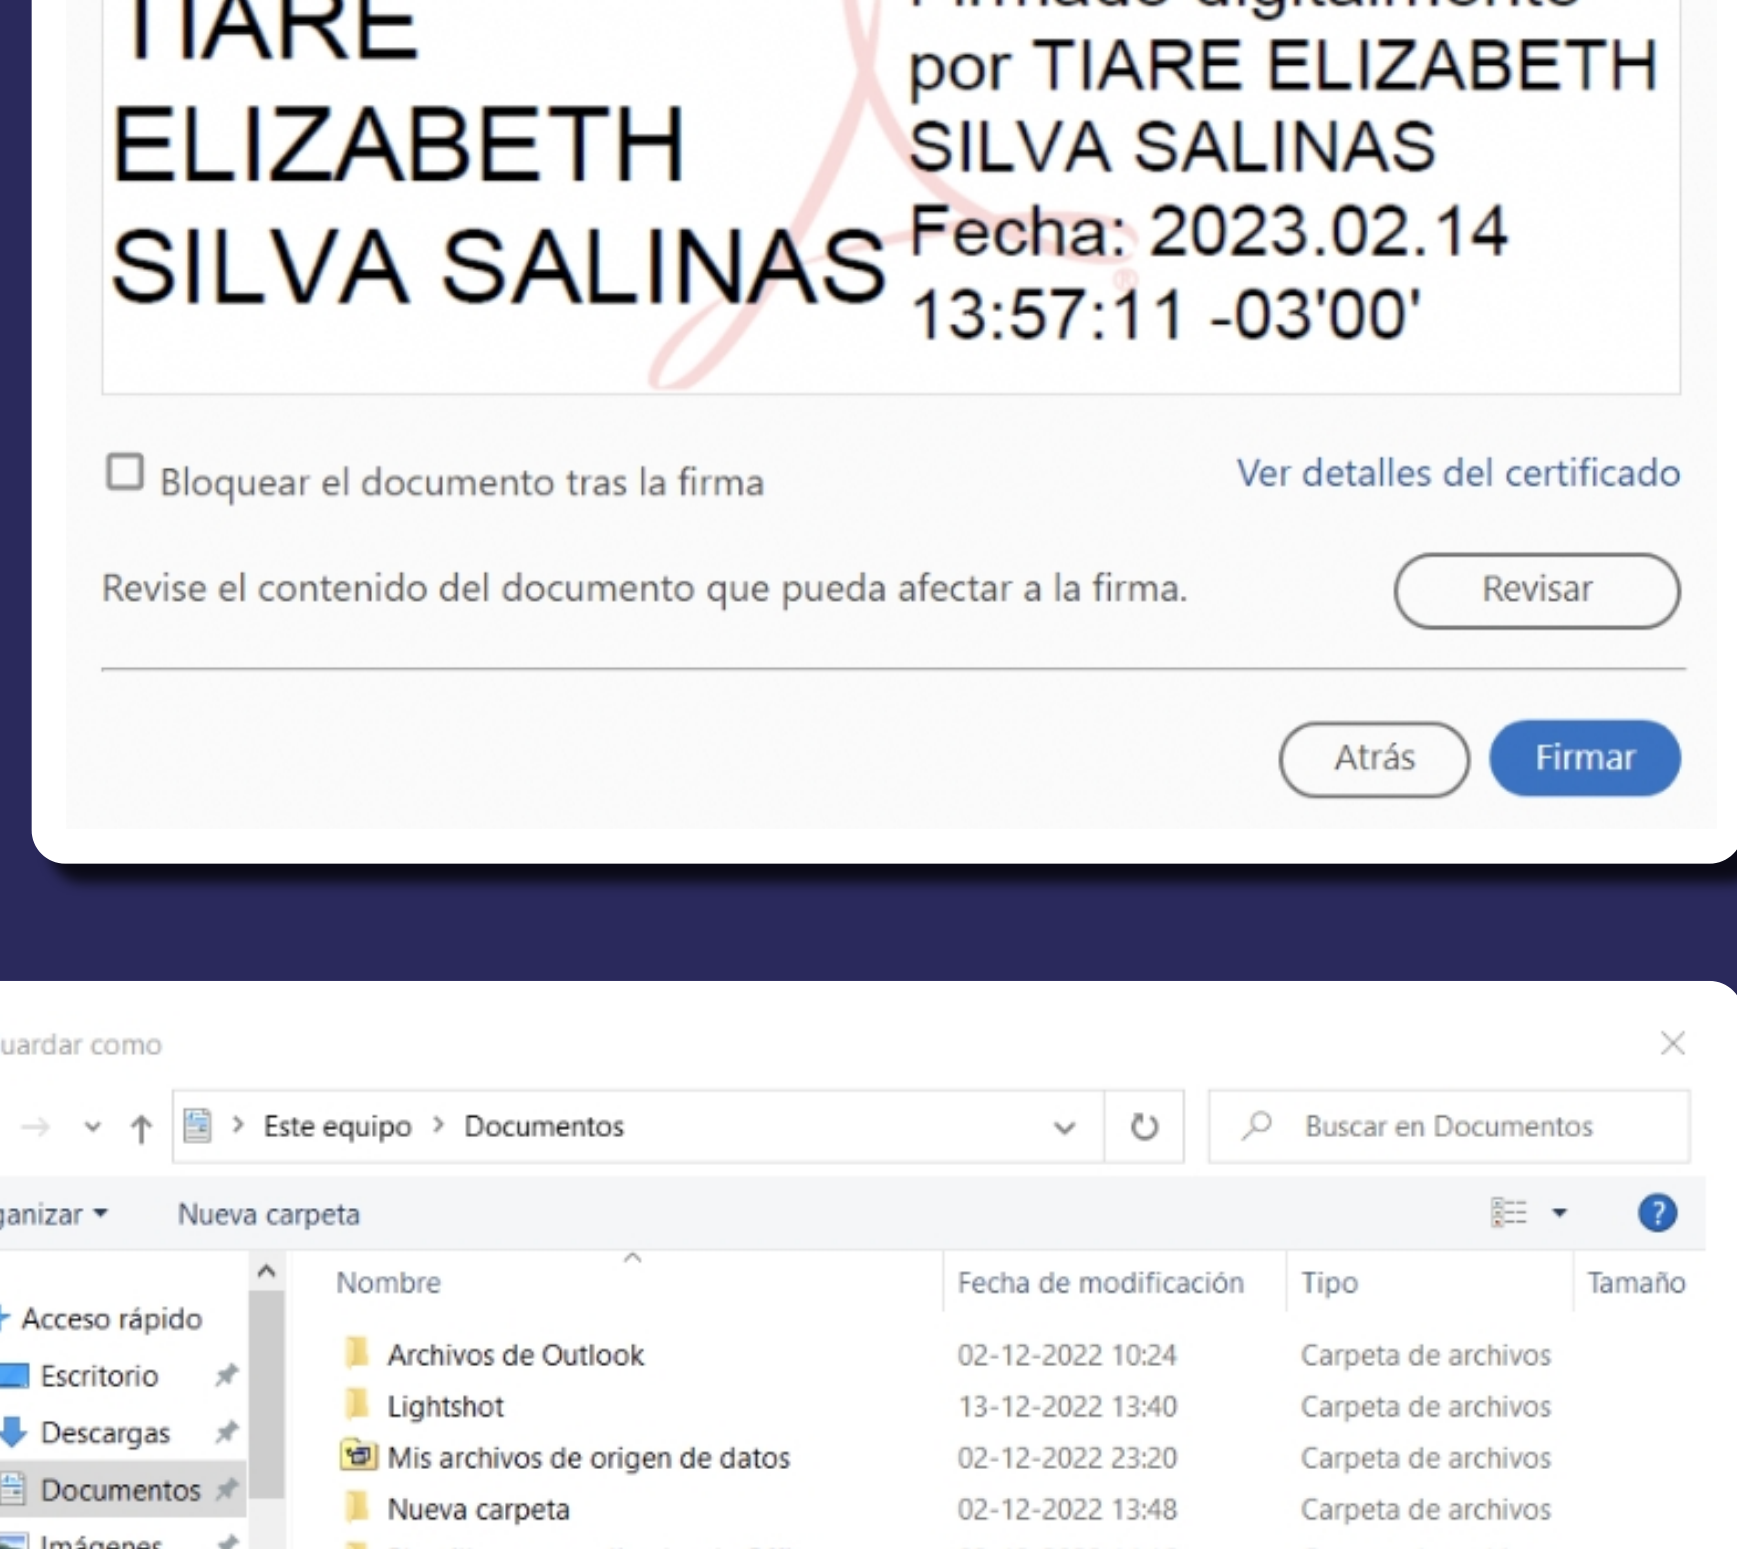 TIARE
ELIZABETH
SILVA SALINAS
Firmado digitalmente
por TIARE ELIZABETH
SILVA SALINAS
Fecha: 2023.02.14
13:57:11 -03'00'
®
Bloquear el documento tras la firma
Ver detalles del certificado
Revise el contenido del documento que pueda afectar a la firma.
Revisar
Atrás
Firmar
uardar como
Este equipo > Documentos
Buscar en Documentos
ganizar
Nueva carpeta
?
Nombre
Fecha de modificación
Tipo
Tamaño
Acceso rápido
Escritorio
Descargas
Documentos
Imágenes
Archivos de Outlook 02-12-2022 10:24 Carpeta de archivos
Lightshot 13-12-2022 13:40 Carpeta de archivos
Mis archivos de origen de datos 02-12-2022 23:20 Carpeta de archivos
Nueva carpeta 02-12-2022 13:48 Carpeta de archivos